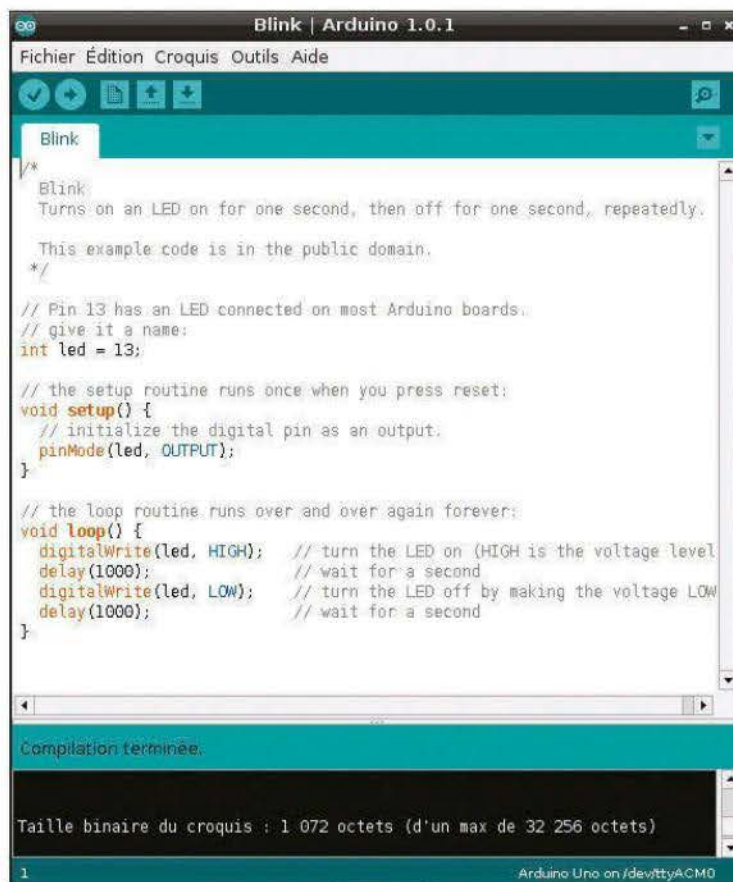 Blink | Arduino 1.0.1
Fichier Édition Croquis Outils Aide
Blink
/*
  Blink
  Turns on an LED on for one second, then off for one second, repeatedly.

  This example code is in the public domain.
 */

// Pin 13 has an LED connected on most Arduino boards.
// give it a name:
int led = 13;

// the setup routine runs once when you press reset:
void setup() {
  // initialize the digital pin as an output.
  pinMode(led, OUTPUT);
}

// the loop routine runs over and over again forever:
void loop() {
  digitalWrite(led, HIGH);   // turn the LED on (HIGH is the voltage level
  delay(1000);               // wait for a second
  digitalWrite(led, LOW);    // turn the LED off by making the voltage LOW
  delay(1000);               // wait for a second
}
Compilation terminée.
Taille binaire du croquis : 1 072 octets (d'un max de 32 256 octets)
1 Arduino Uno on /dev/ttyACM0